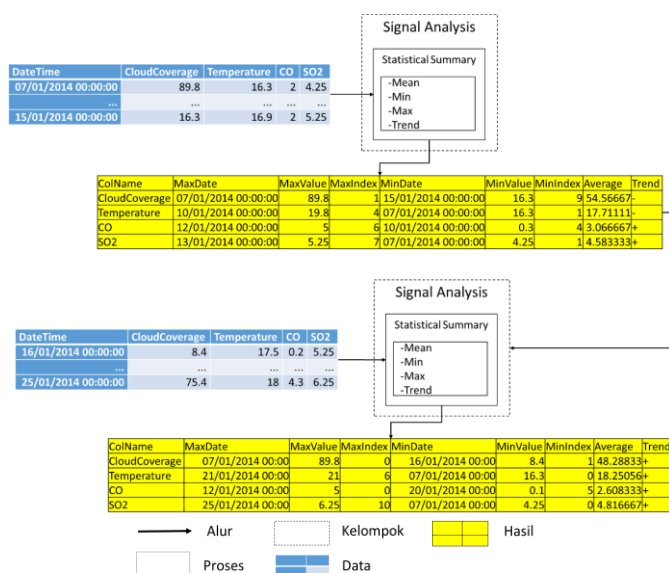 Signal Analysis
Statistical Summary
-Mean
-Min
-Max
-Trend
DateTime CloudCoverage Temperature CO SO2
07/01/2014 00:00:00 89.8 16.3 2 4.25
... ... ... ... ...
15/01/2014 00:00:00 16.3 16.9 2 5.25
ColName MaxDate MaxValue MaxIndex MinDate MinValue MinIndex Average Trend
CloudCoverage 07/01/2014 00:00:00 89.8 1 15/01/2014 00:00:00 16.3 9 54.56667 -
Temperature 10/01/2014 00:00:00 19.8 4 07/01/2014 00:00:00 16.3 1 17.71111 -
CO 12/01/2014 00:00:00 5 6 10/01/2014 00:00:00 0.3 4 3.066667 +
SO2 13/01/2014 00:00:00 5.25 7 07/01/2014 00:00:00 4.25 1 4.583333 +
Signal Analysis
Statistical Summary
-Mean
-Min
-Max
-Trend
DateTime CloudCoverage Temperature CO SO2
16/01/2014 00:00:00 8.4 17.5 0.2 5.25
... ... ... ... ...
25/01/2014 00:00:00 75.4 18 4.3 6.25
ColName MaxDate MaxValue MaxIndex MinDate MinValue MinIndex Average Trend
CloudCoverage 07/01/2014 00:00 89.8 0 16/01/2014 00:00 8.4 1 48.28833 +
Temperature 21/01/2014 00:00 21 6 07/01/2014 00:00 16.3 0 18.25056 +
CO 12/01/2014 00:00 5 0 20/01/2014 00:00 0.1 5 2.608333 +
SO2 25/01/2014 00:00 6.25 10 07/01/2014 00:00 4.25 0 4.816667 +
Alur Kelompok Hasil
Proses Data